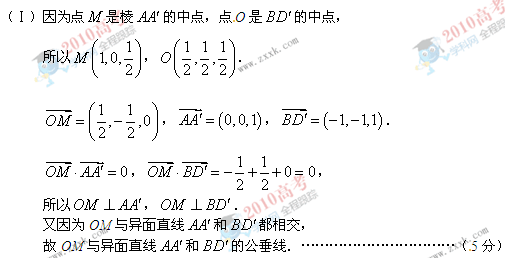 (Ⅰ) 因为点 M 是棱 AA′ 的中点，点 O 是 BD′ 的中点，
所以 M(1,0,1/2)，O(1/2,1/2,1/2).
OM→=(1/2,-1/2,0)，AA′→=(0,0,1)，BD′→=(-1,-1,1).
OM→·AA′→=0，OM→·BD′→=-1/2+1/2+0=0，
所以 OM⊥AA′，OM⊥BD′.
又因为 OM 与异面直线 AA′ 和 BD′ 都相交，
故 OM 与异面直线 AA′ 和 BD′ 的公垂线. ………………………………（5 分）